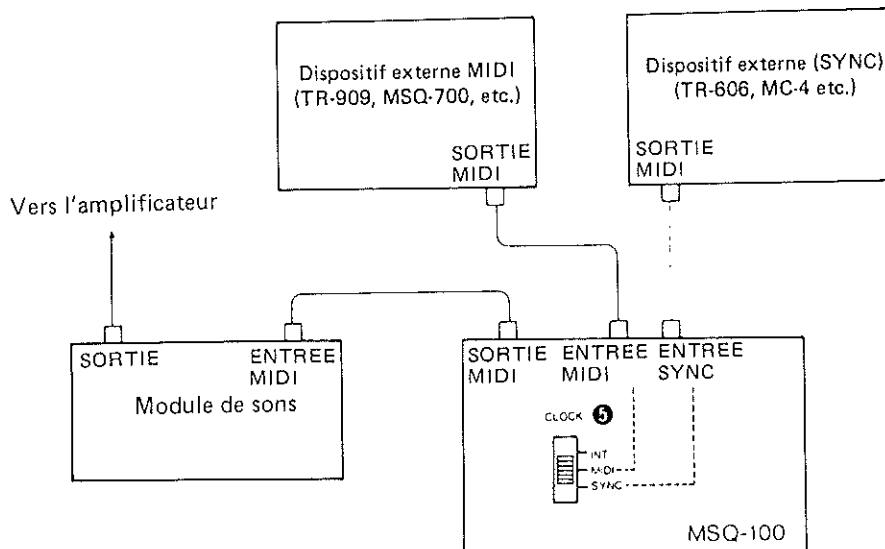 Dispositif externe MIDI
(TR-909, MSQ-700, etc.)
SORTIE
MIDI
Dispositif externe (SYNC)
(TR-606, MC-4 etc.)
SORTIE
MIDI
Vers l'amplificateur
SORTIE
ENTREE
MIDI
Module de sons
SORTIE
MIDI
ENTREE
MIDI
ENTREE
SYNC
CLOCK 5
INT
MIDI
SYNC
MSQ-100